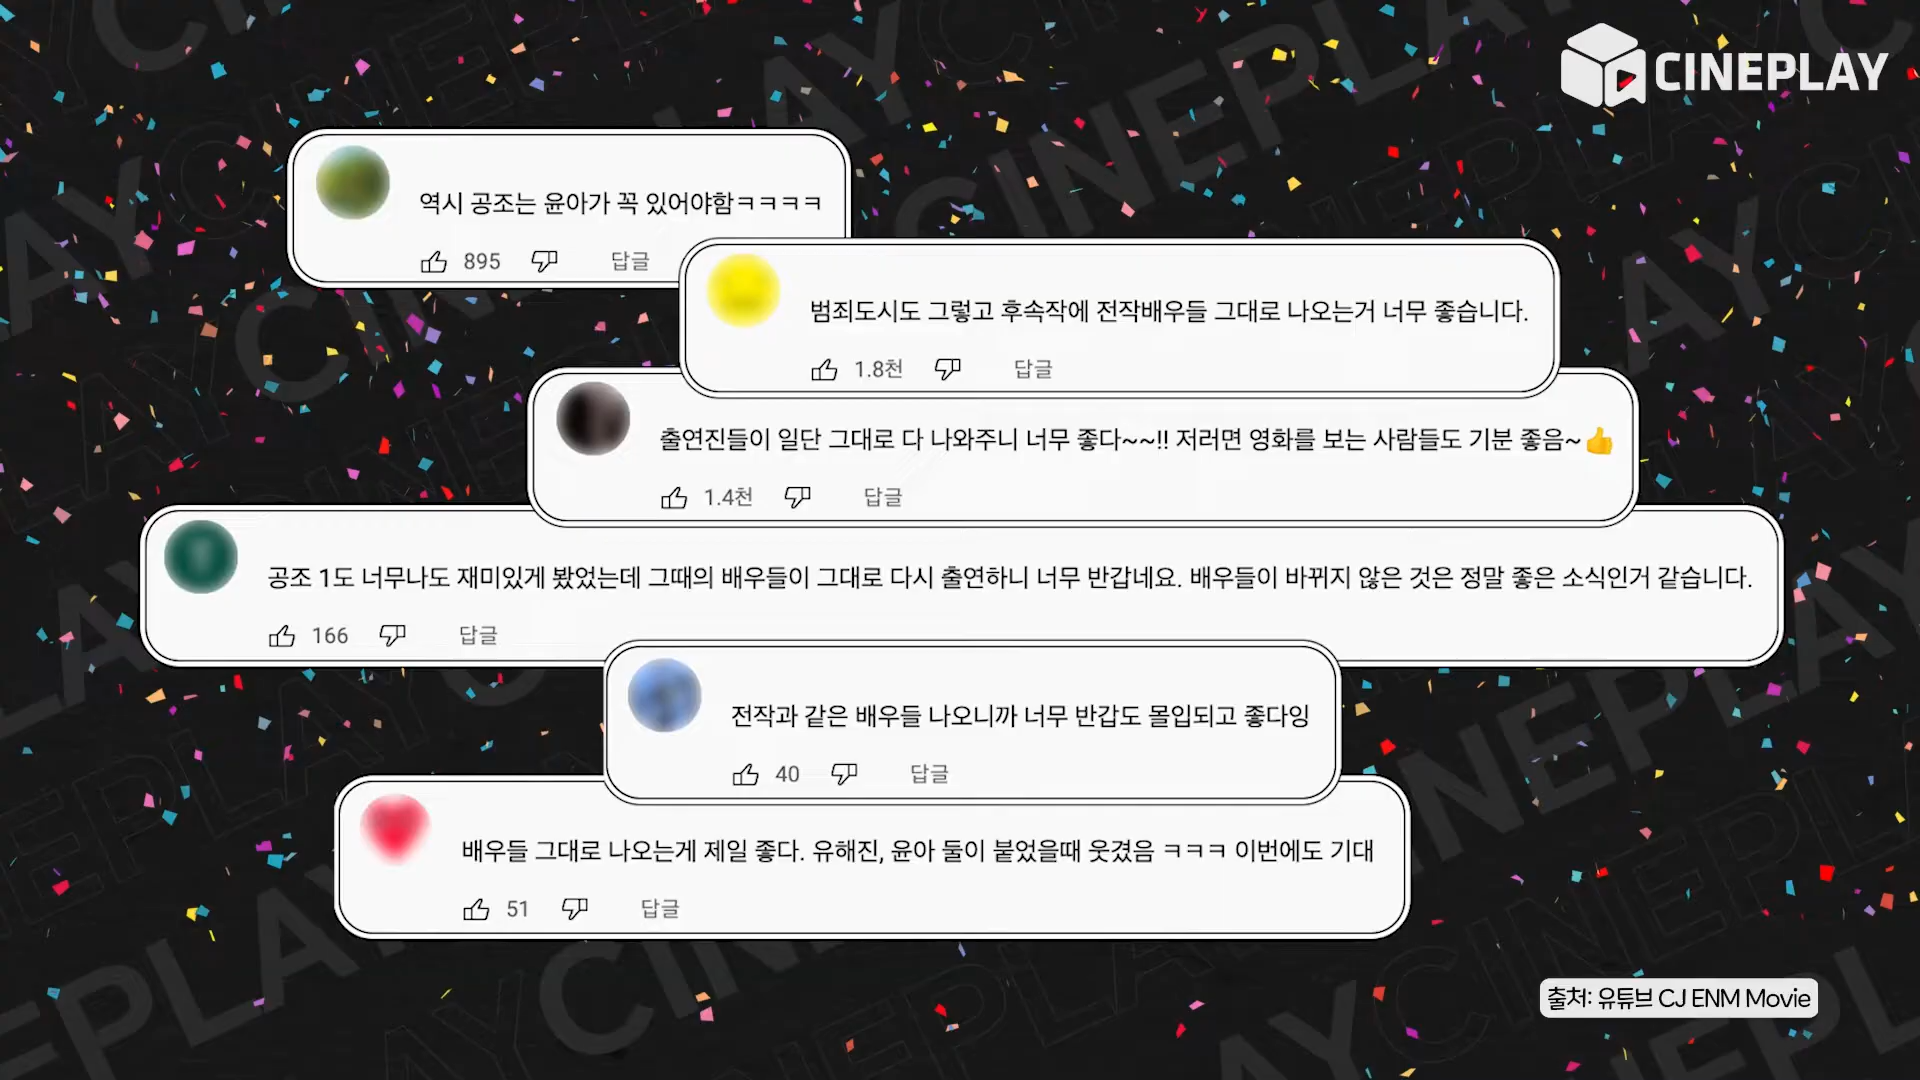 CINEPLAY
역시 공조는 윤아가 꼭 있어야함ㅋㅋㅋㅋ
895 답글
범죄도시도 그렇고 후속작에 전작배우들 그대로 나오는거 너무 좋습니다.
1.8천 답글
출연진들이 일단 그대로 다 나와주니 너무 좋다~~!! 저러면 영화를 보는 사람들도 기분 좋음~👍
1.4천 답글
공조 1도 너무나도 재미있게 봤었는데 그때의 배우들이 그대로 다시 출연하니 너무 반갑네요. 배우들이 바뀌지 않은 것은 정말 좋은 소식인거 같습니다.
166 답글
전작과 같은 배우들 나오니까 너무 반갑도 몰입되고 좋다잉
40 답글
배우들 그대로 나오는게 제일 좋다. 유해진, 윤아 둘이 붙었을때 웃겼음 ㅋㅋㅋ 이번에도 기대
51 답글
출처: 유튜브 CJ ENM Movie